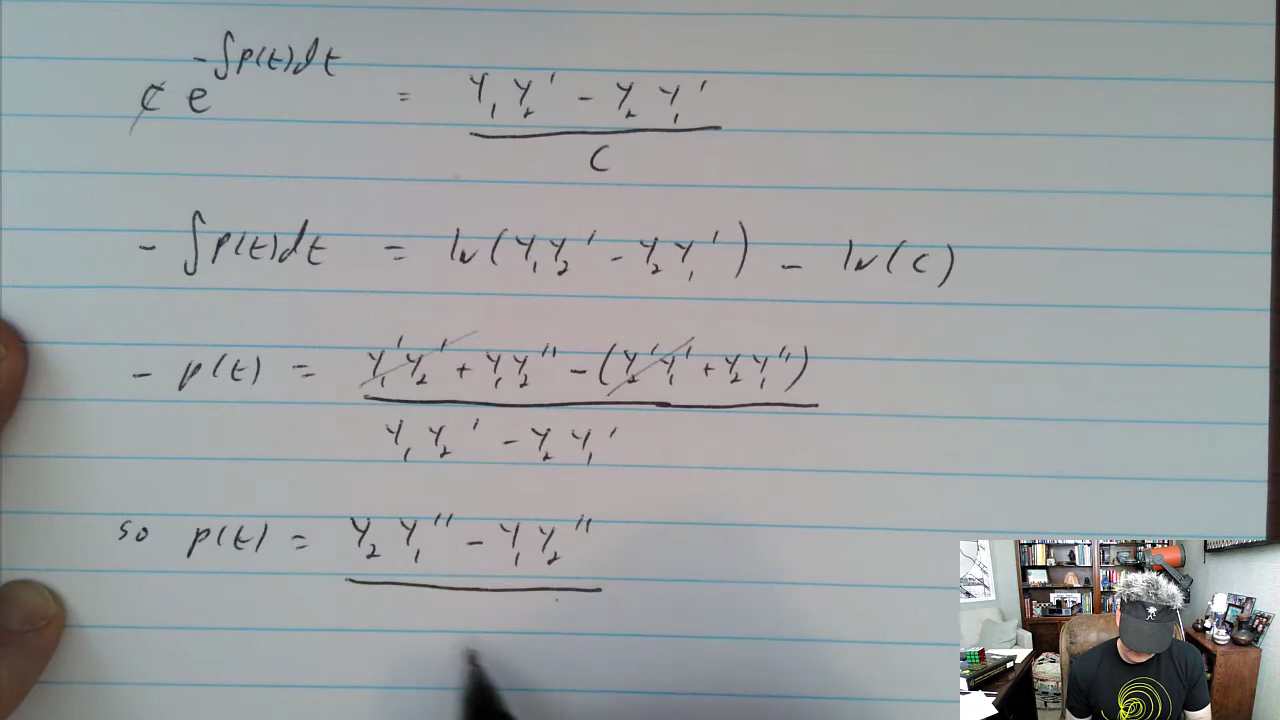 ¢ e^{-∫p(t)dt} = (y₁y₂' - y₂y₁') / C
- ∫p(t)dt = ln(y₁y₂' - y₂y₁') - ln(C)
- p(t) = (y₁'y₂' + y₁y₂'' - (y₂'y₁' + y₂y₁'')) / (y₁y₂' - y₂y₁')
so p(t) = y₂y₁'' - y₁y₂''